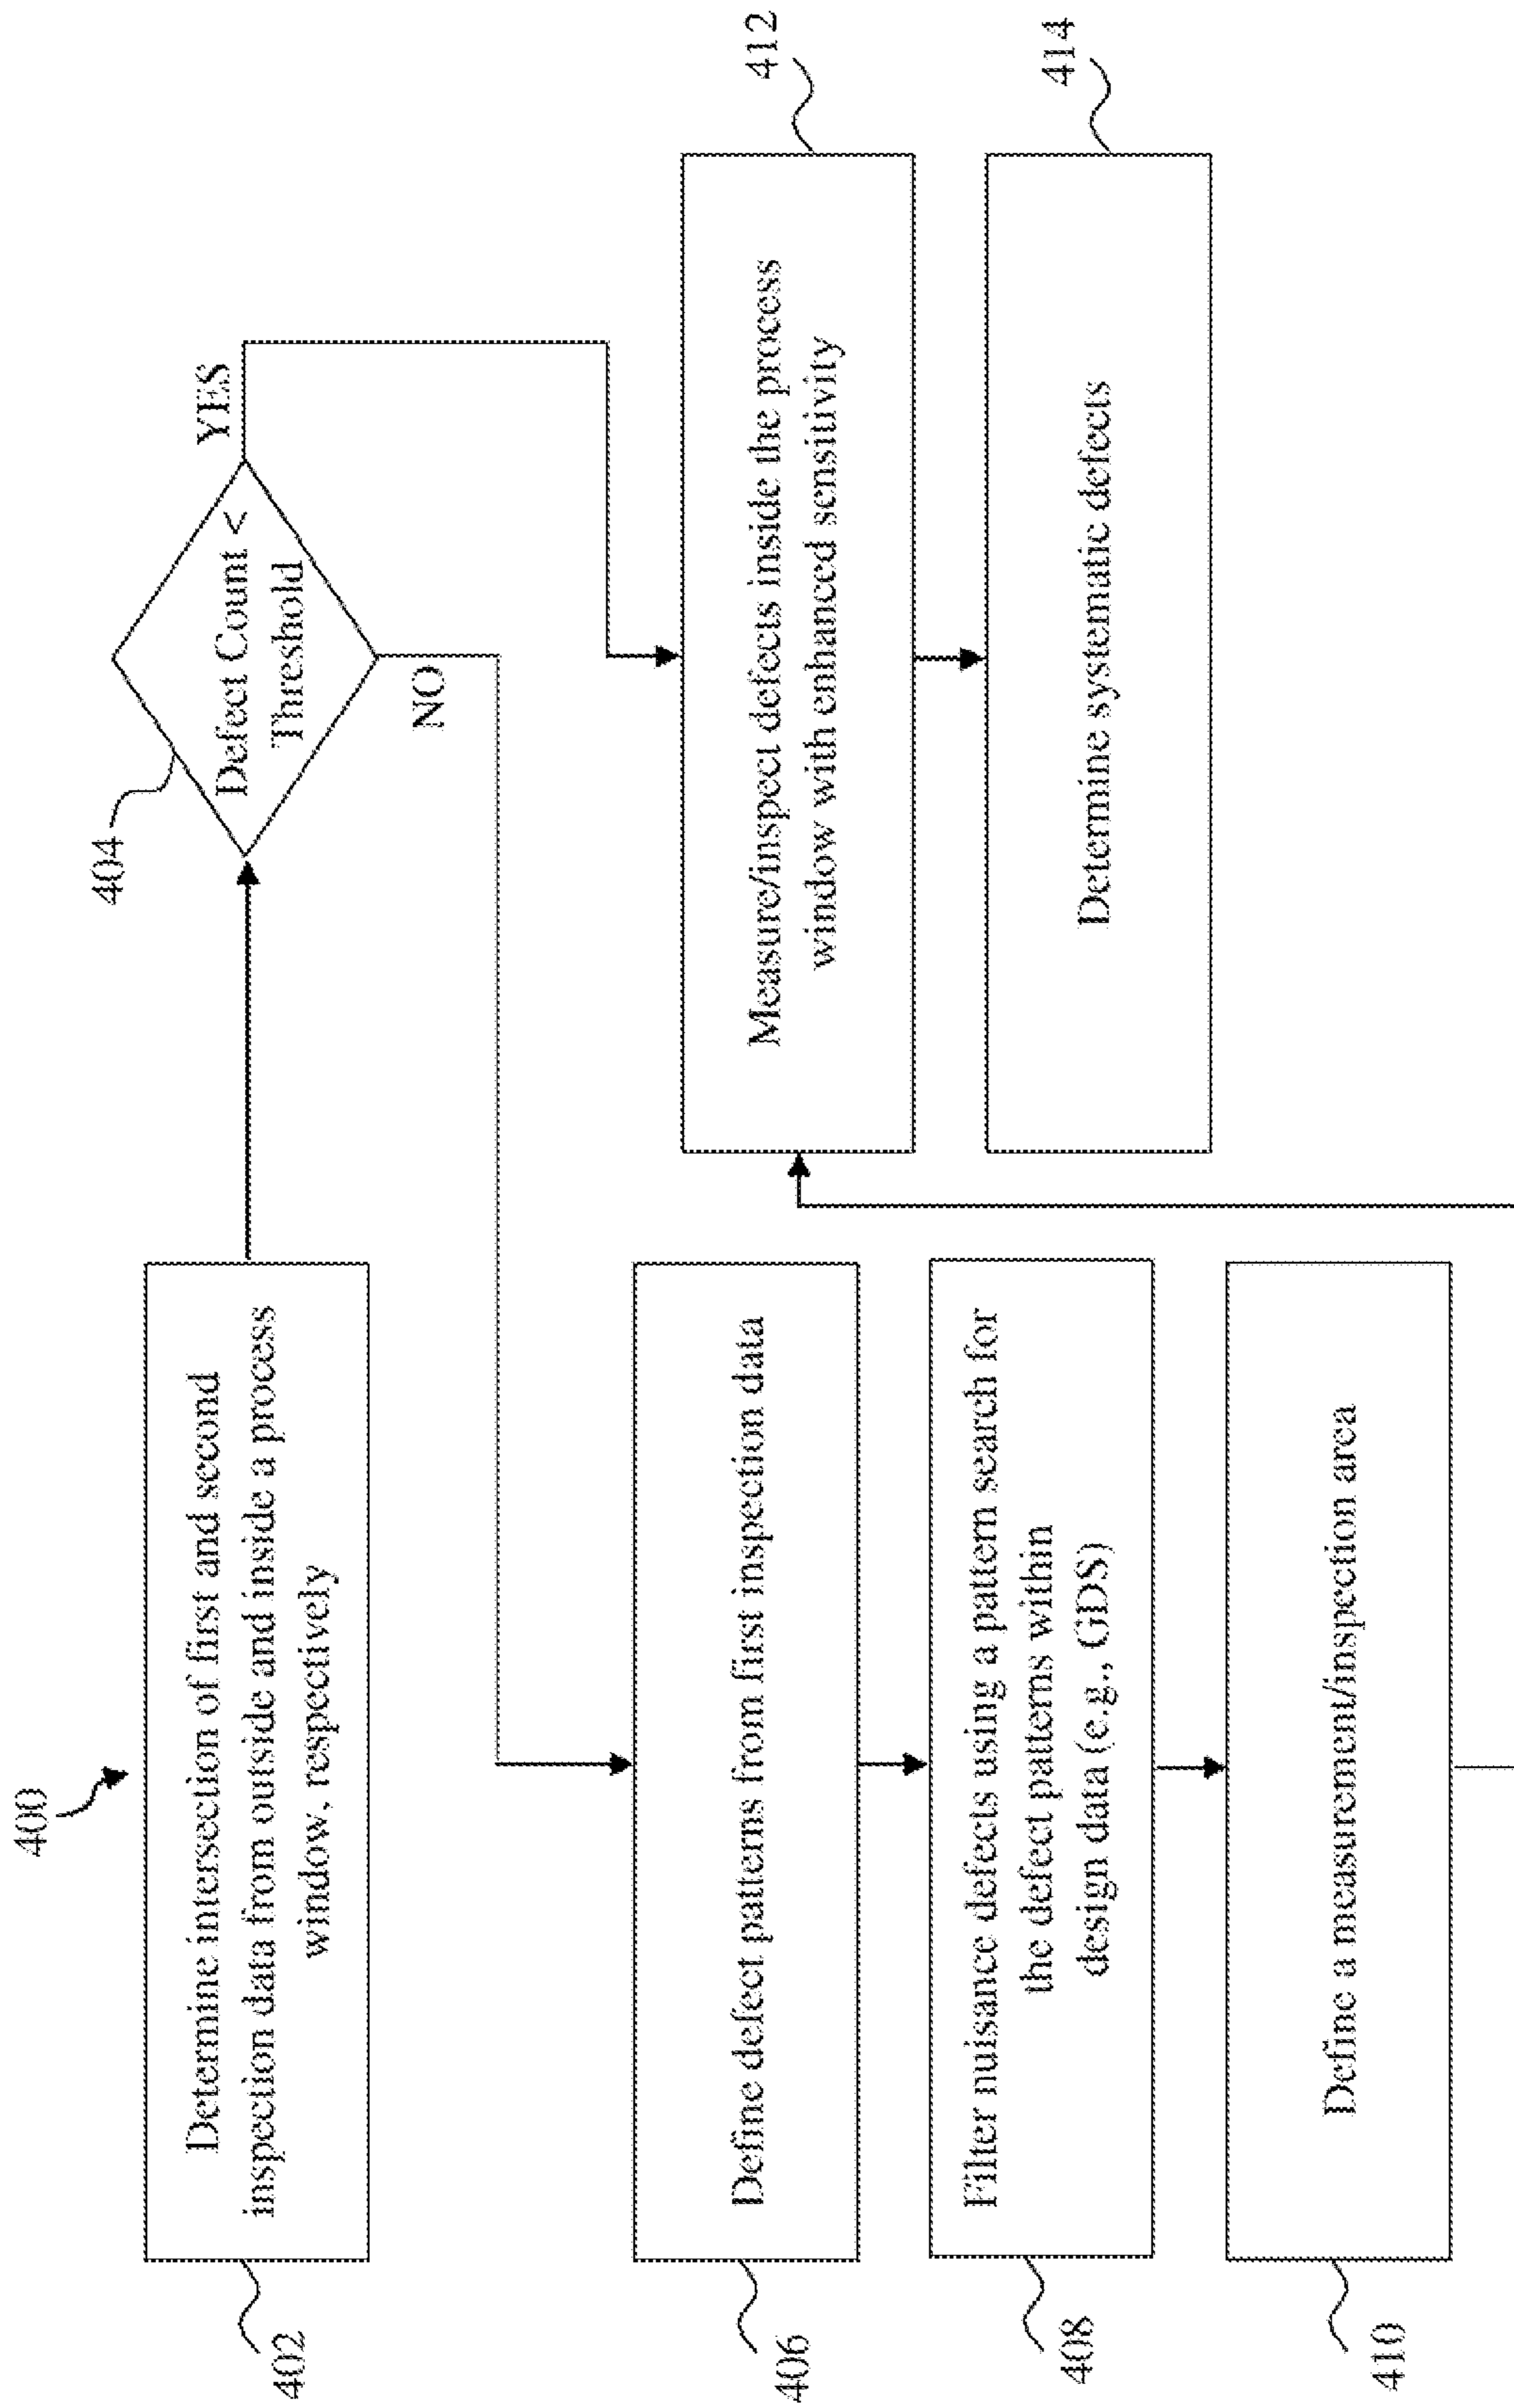 400
402
Determine intersection of first and second
inspection data from outside and inside a process
window, respectively
404
Defect Count <
Threshold
YES
NO
406
Define defect patterns from first inspection data
408
Filter nuisance defects using a pattern search for
the defect patterns within
design data (e.g., GDS)
410
Define a measurement/inspection area
412
Measure/inspect defects inside the process
window with enhanced sensitivity
414
Determine systematic defects